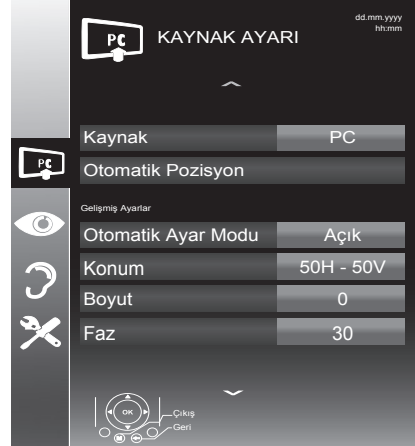 PC KAYNAK AYARI
dd.mm.yyyy
hh:mm
PC
Kaynak PC
Otomatik Pozisyon
Gelişmiş Ayarlar
Otomatik Ayar Modu Açık
Konum 50H - 50V
Boyut 0
Faz 30
OK
Çıkış
M
Geri